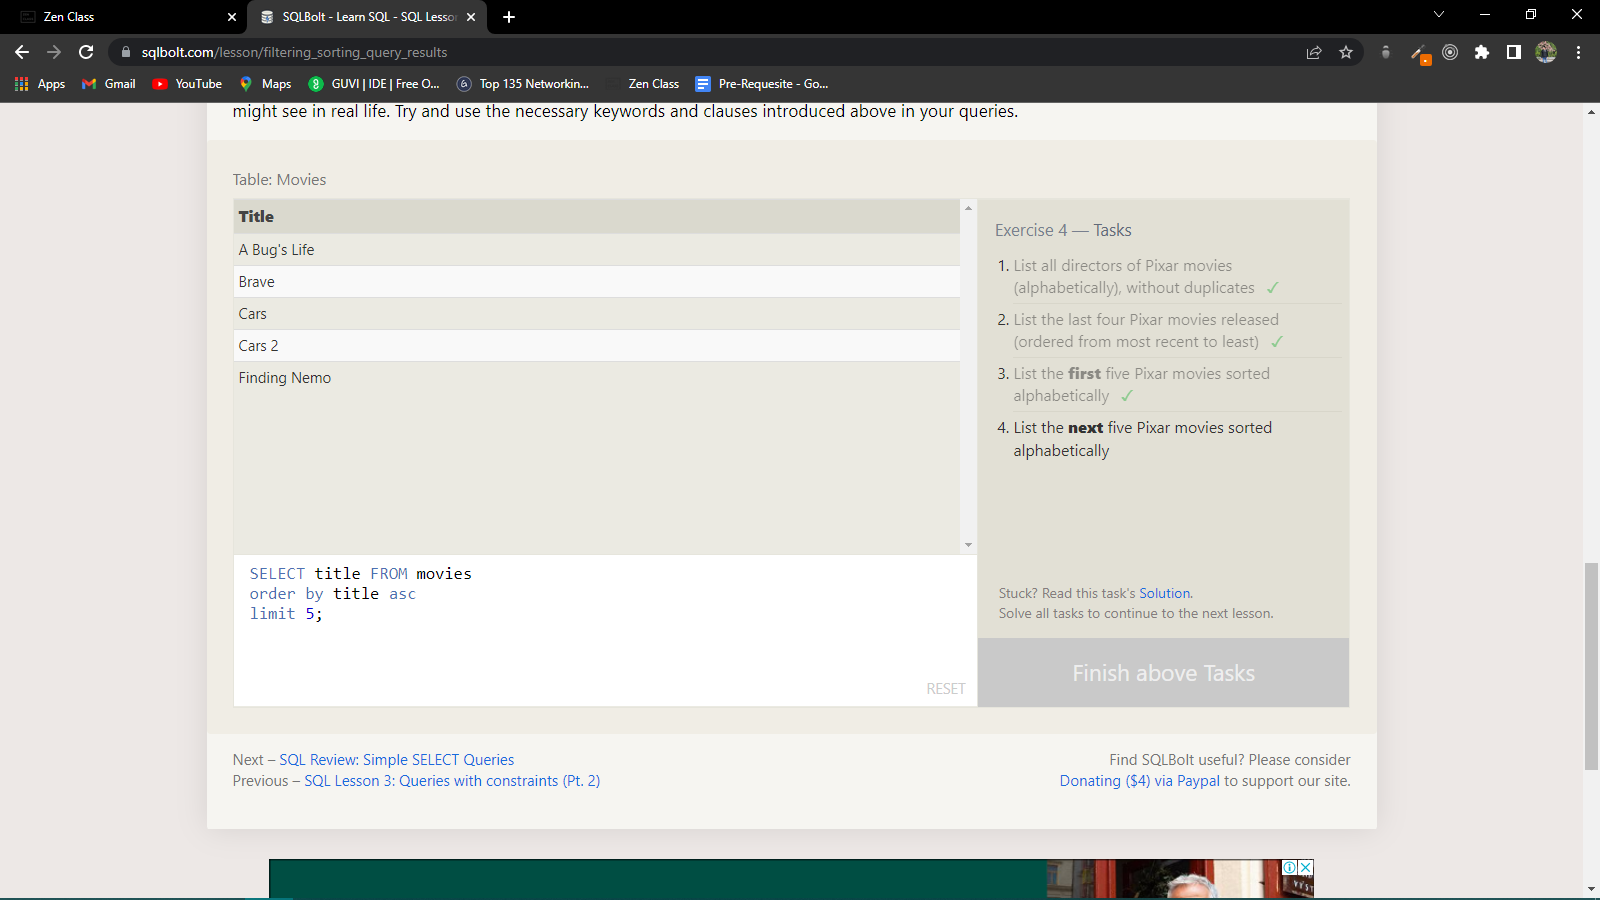 Zen Class
SQLBolt - Learn SQL - SQL Lesson
sqlbolt.com/lesson/filtering_sorting_query_results
Apps
Gmail
YouTube
Maps
GUVI | IDE | Free O...
Top 135 Networkin...
Zen Class
Pre-Requesite - Go...
might see in real life. Try and use the necessary keywords and clauses introduced above in your queries.
Table: Movies
Title
A Bug's Life
Brave
Cars
Cars 2
Finding Nemo
SELECT title FROM movies
order by title asc
limit 5;
RESET
Exercise 4 — Tasks
1. List all directors of Pixar movies
(alphabetically), without duplicates ✓
2. List the last four Pixar movies released
(ordered from most recent to least) ✓
3. List the first five Pixar movies sorted
alphabetically ✓
4. List the next five Pixar movies sorted
alphabetically
Stuck? Read this task's Solution.
Solve all tasks to continue to the next lesson.
Finish above Tasks
Next – SQL Review: Simple SELECT Queries
Previous – SQL Lesson 3: Queries with constraints (Pt. 2)
Find SQLBolt useful? Please consider
Donating ($4) via Paypal to support our site.